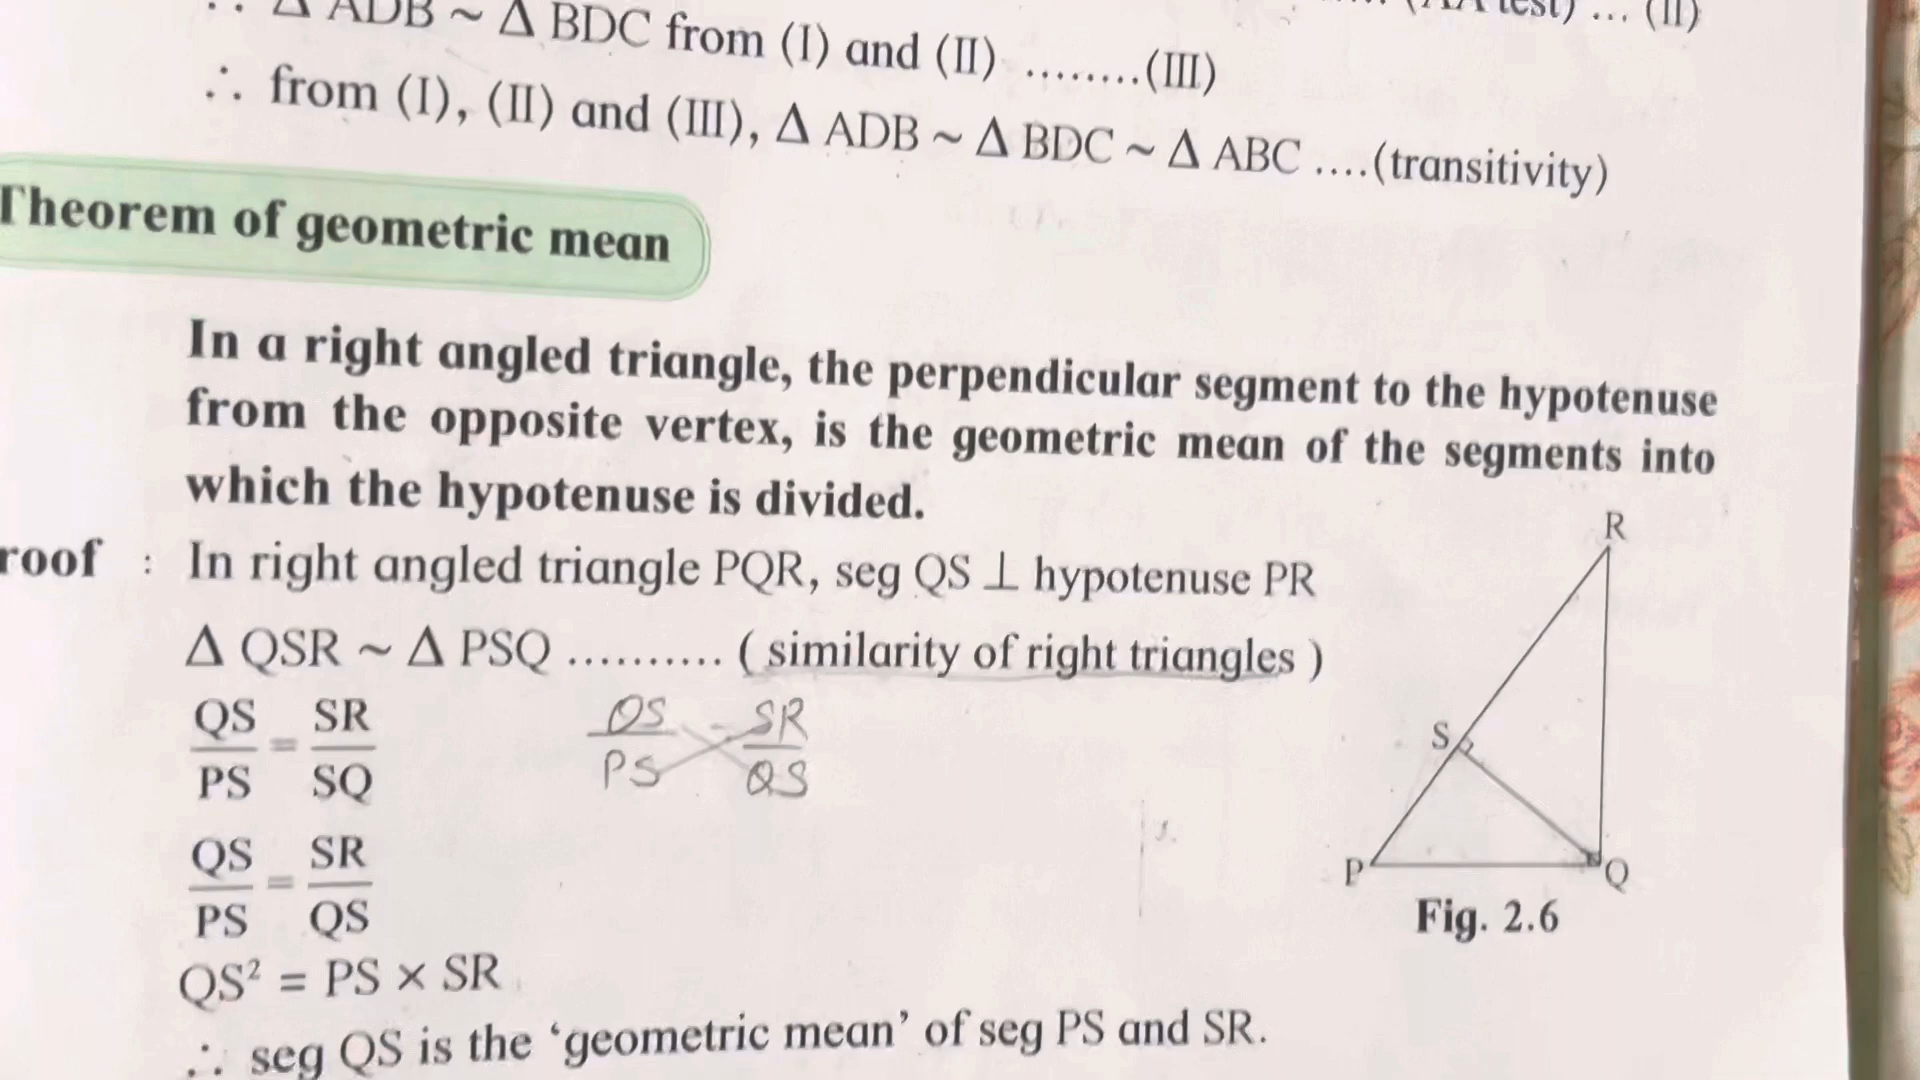 ∴ Δ ADB ~ Δ BDC from (I) and (II) ........(III)
(AA test) ... (II)
∴ from (I), (II) and (III), Δ ADB ~ Δ BDC ~ Δ ABC ....(transitivity)
Theorem of geometric mean
In a right angled triangle, the perpendicular segment to the hypotenuse
from the opposite vertex, is the geometric mean of the segments into
which the hypotenuse is divided.
roof : In right angled triangle PQR, seg QS ⊥ hypotenuse PR
Δ QSR ~ Δ PSQ .......... ( similarity of right triangles )
QS/PS = SR/SQ
QS/PS - SR/QS
QS/PS = SR/QS
QS² = PS × SR
∴ seg QS is the ‘geometric mean’ of seg PS and SR.
R
S
P
Q
Fig. 2.6